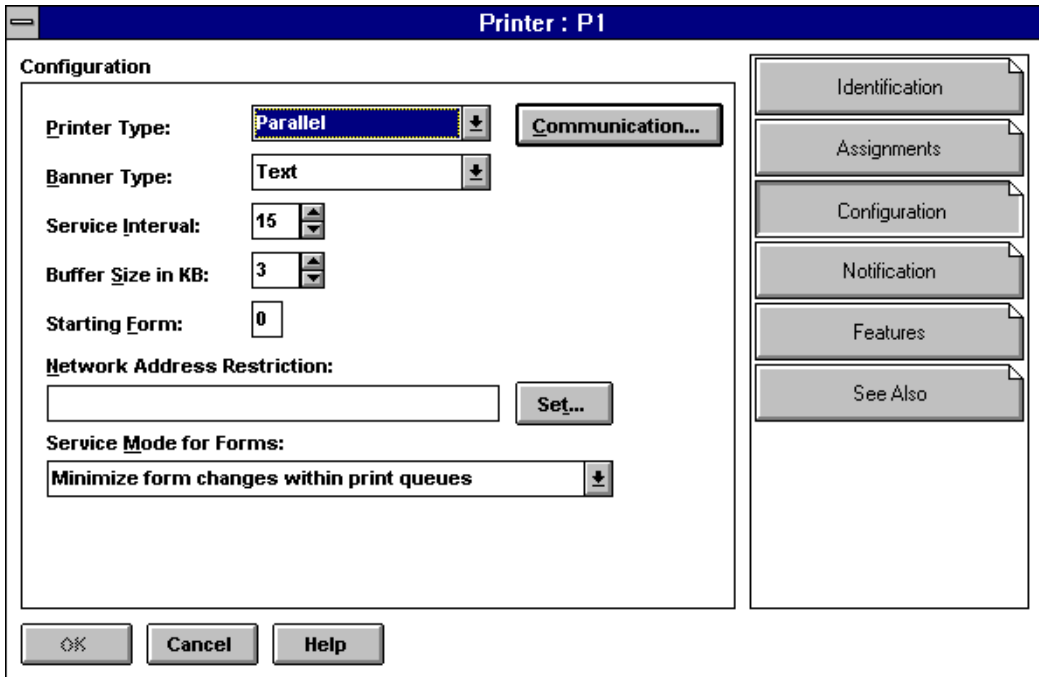 Printer : P1
Configuration
Printer Type: Parallel Communication...
Banner Type: Text
Service Interval: 15
Buffer Size in KB: 3
Starting Form: 0
Network Address Restriction:
Set...
Service Mode for Forms:
Minimize form changes within print queues
Identification
Assignments
Configuration
Notification
Features
See Also
OK Cancel Help